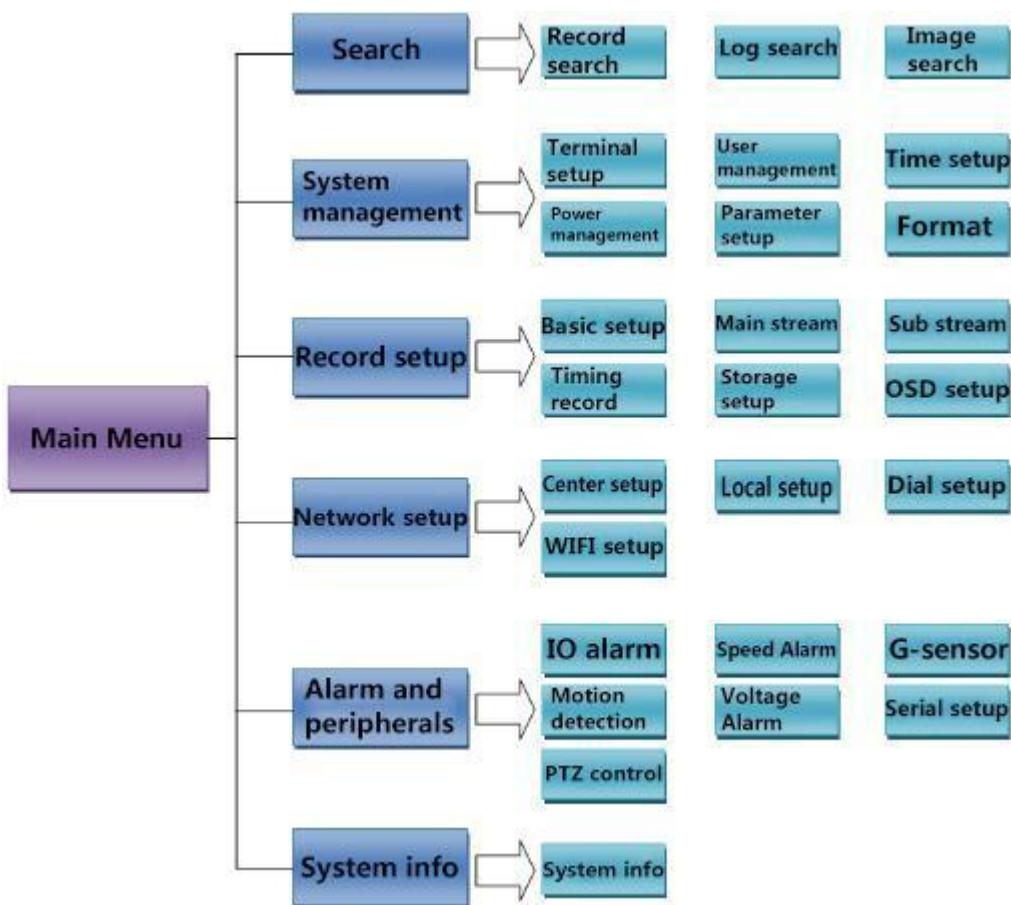 Main Menu
Search
Record
search
Log search
Image
search
System
management
Terminal
setup
User
management
Time setup
Power
management
Parameter
setup
Format
Record setup
Basic setup
Main stream
Sub stream
Timing
record
Storage
setup
OSD setup
Network setup
Center setup
Local setup
Dial setup
WIFI setup
Alarm and
peripherals
IO alarm
Speed Alarm
G-sensor
Motion
detection
Voltage
Alarm
Serial setup
PTZ control
System info
System info